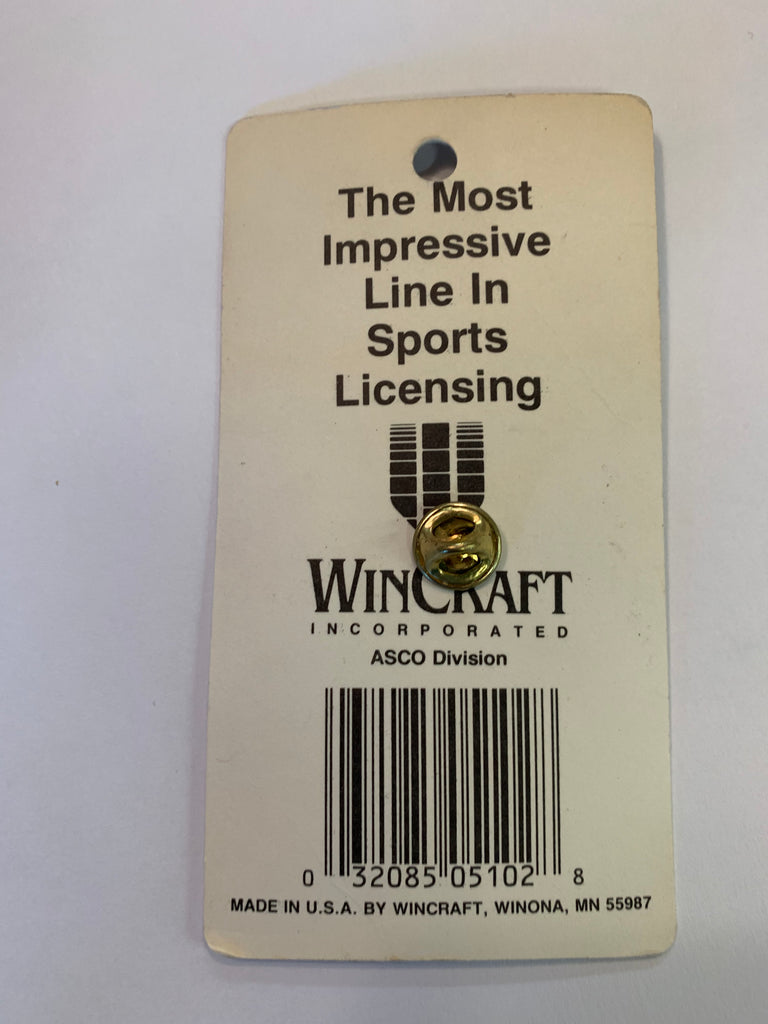 The Most
Impressive
Line In
Sports
Licensing
WINCRAFT
INCORPORATED
ASCO Division
0 32085 05102 8
MADE IN U.S.A. BY WINCRAFT, WINONA, MN 55987